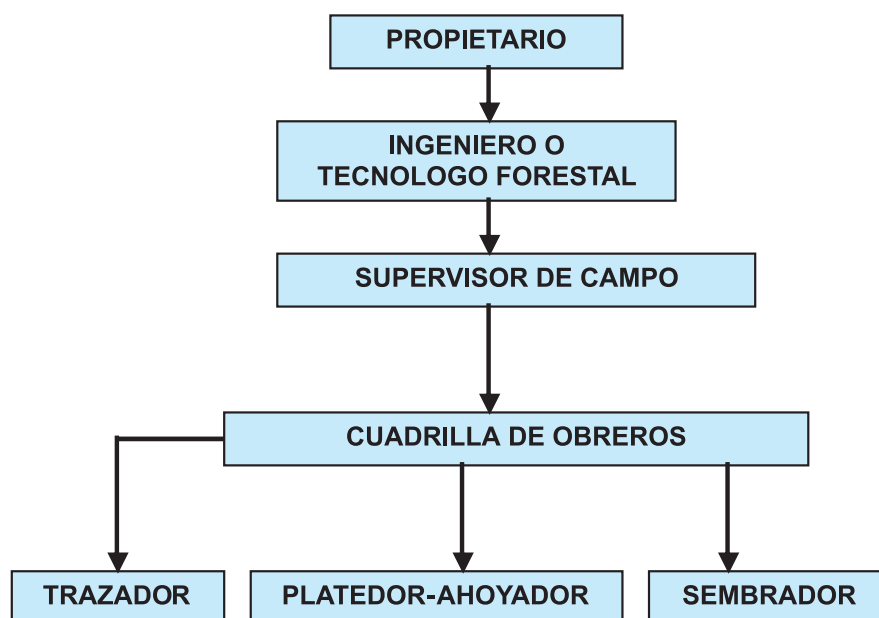 PROPIETARIO
INGENIERO O
TECNOLOGO FORESTAL
SUPERVISOR DE CAMPO
CUADRILLA DE OBREROS
TRAZADOR
PLATEDOR-AHOYADOR
SEMBRADOR